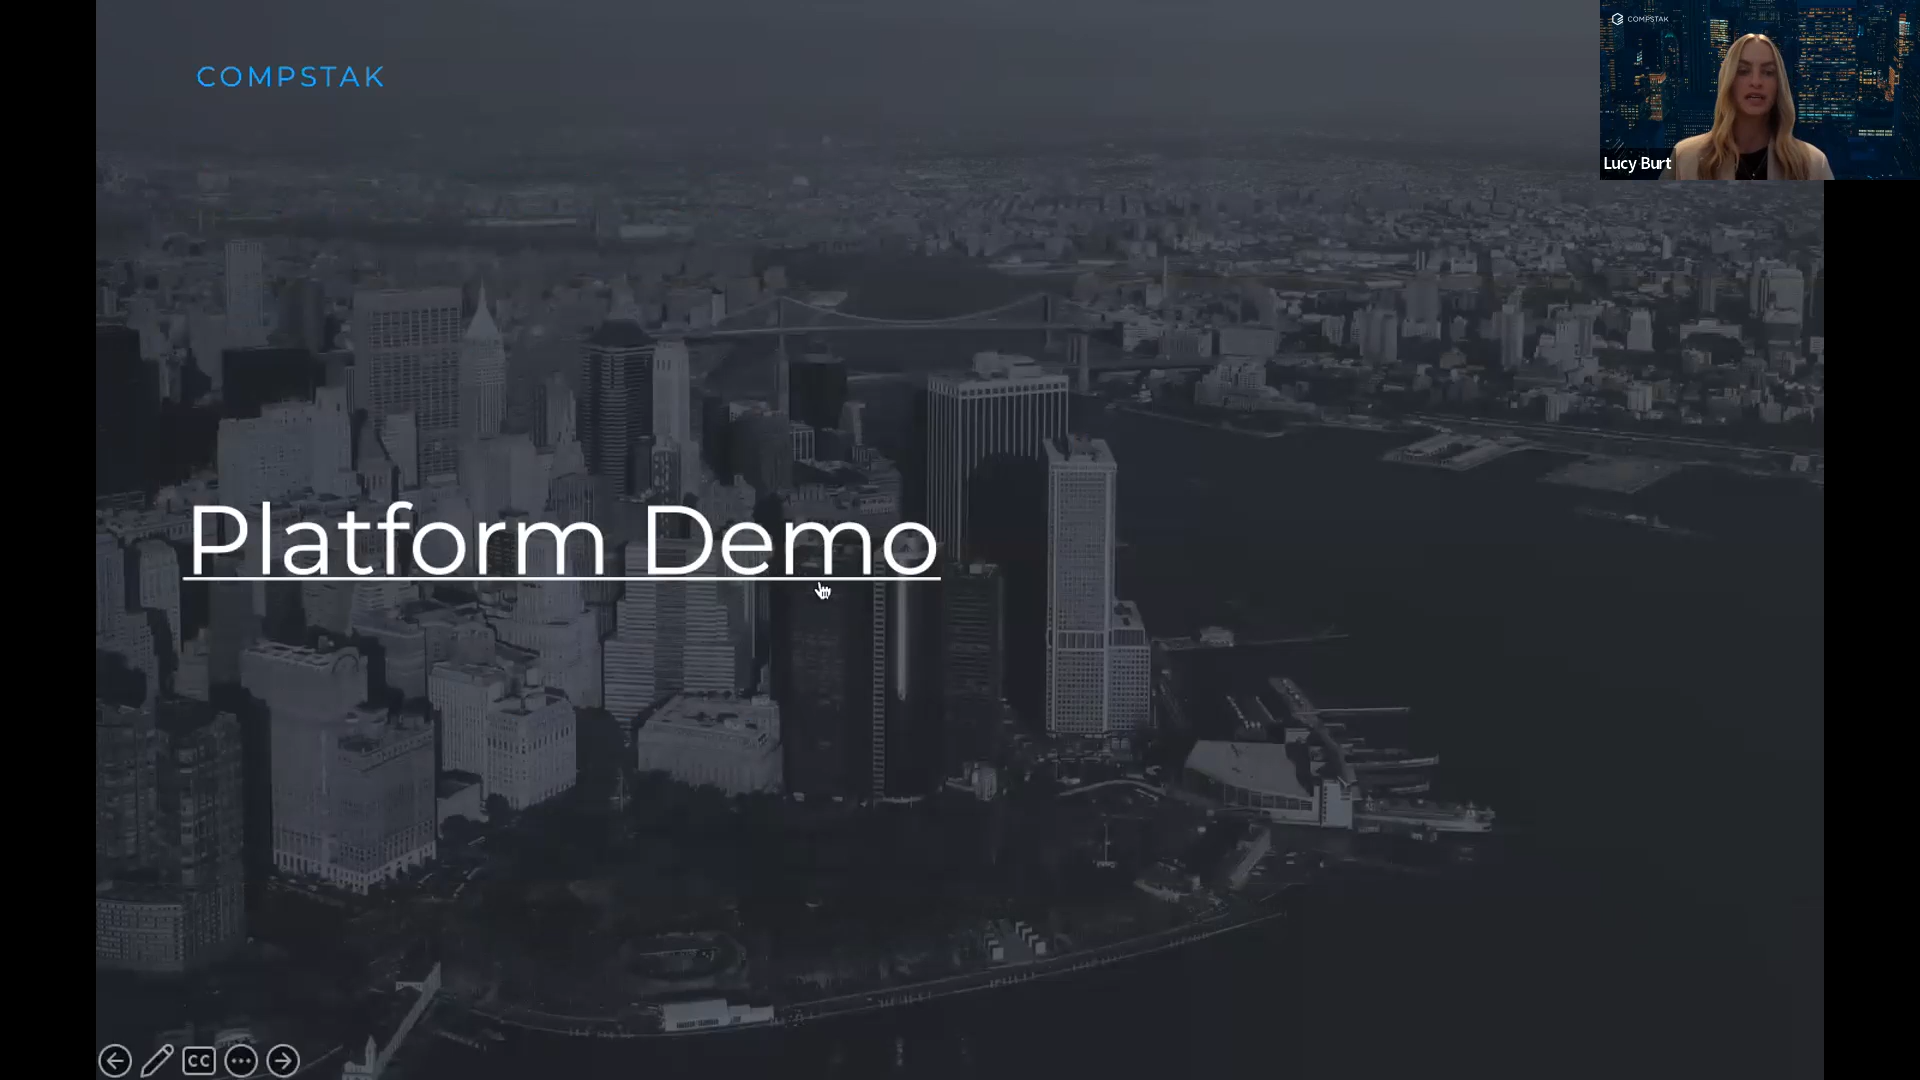 COMPSTAK
COMPSTAK
Lucy Burt
Platform Demo
CC